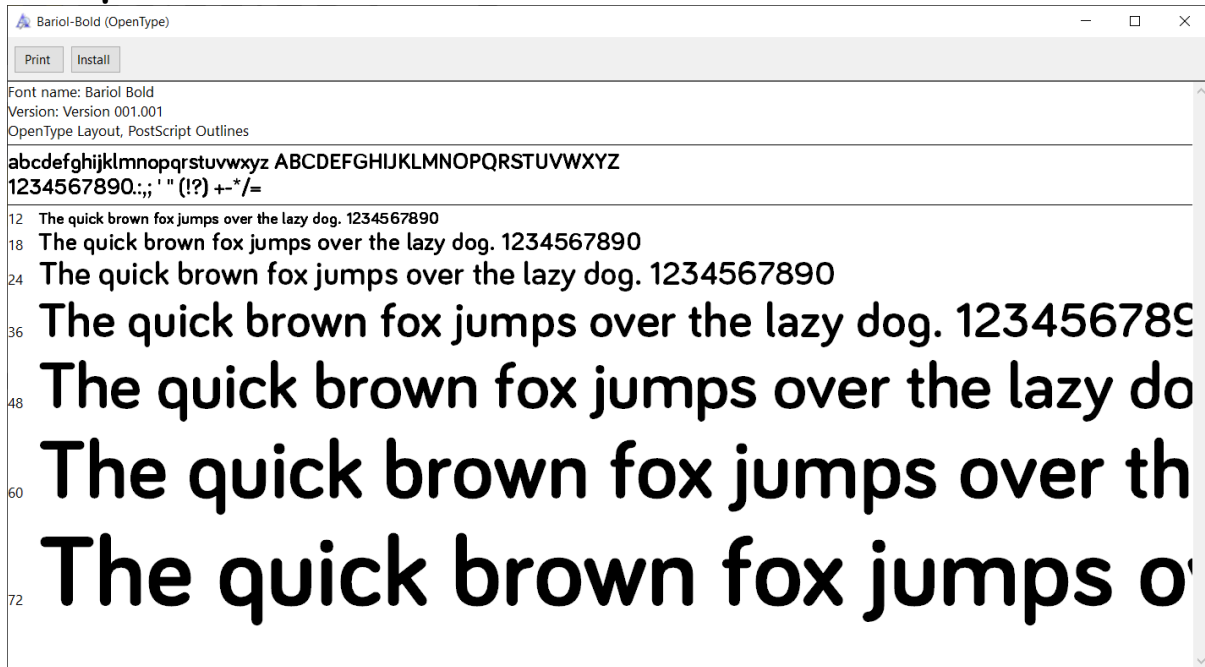 Bariol-Bold (OpenType)
Print Install
Font name: Bariol Bold
Version: Version 001.001
OpenType Layout, PostScript Outlines
abcdefghijklmnopqrstuvwxyz ABCDEFGHIJKLMNOPQRSTUVWXYZ
1234567890.:,; ' " (!?) +-*/=
12 The quick brown fox jumps over the lazy dog. 1234567890
18 The quick brown fox jumps over the lazy dog. 1234567890
24 The quick brown fox jumps over the lazy dog. 1234567890
36 The quick brown fox jumps over the lazy dog. 123456789
48 The quick brown fox jumps over the lazy do
60 The quick brown fox jumps over th
72 The quick brown fox jumps o